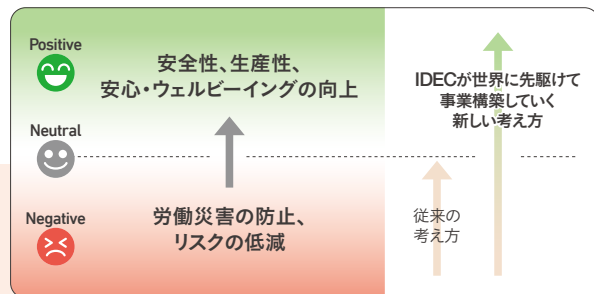 Positive
安全性、生産性、
安心・ウェルビーイングの向上
IDECが世界に先駆けて
事業構築していく
新しい考え方
Neutral
Negative
労働災害の防止、
リスクの低減
従来の
考え方